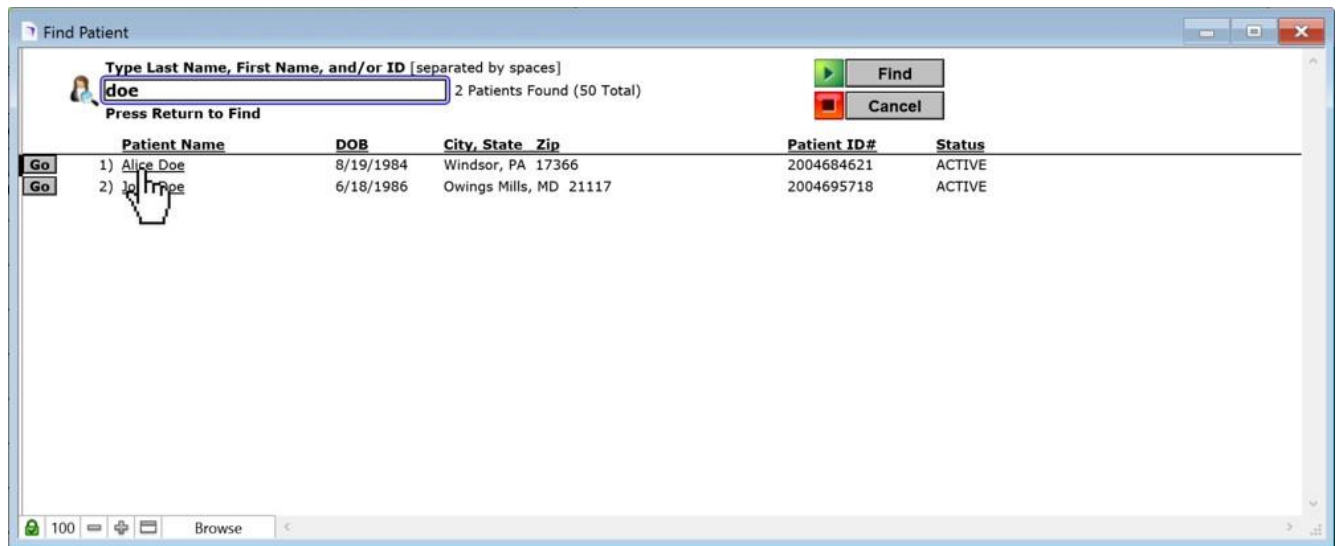 Find Patient
Type Last Name, First Name, and/or ID [separated by spaces]
doe
2 Patients Found (50 Total)
Press Return to Find
Find
Cancel
Patient Name DOB City, State Zip Patient ID# Status
Go 1) Alice Doe 8/19/1984 Windsor, PA 17366 2004684621 ACTIVE
Go 2) Doe 6/18/1986 Owings Mills, MD 21117 2004695718 ACTIVE
100 Browse